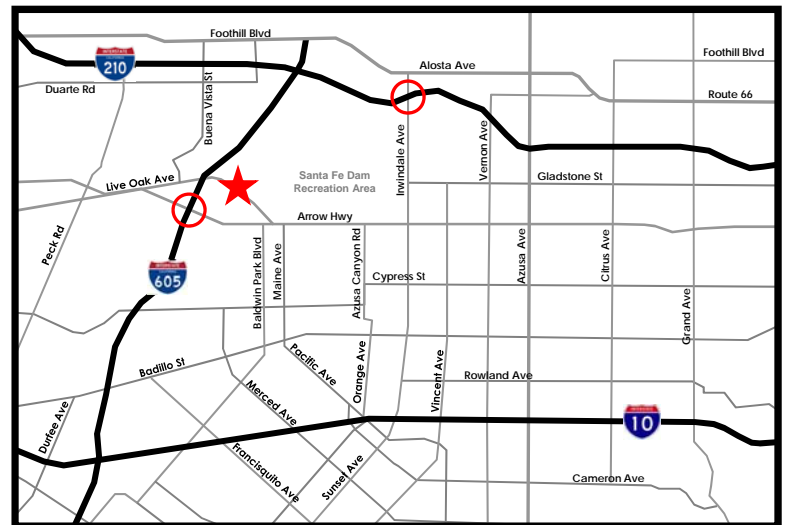 Foothill Blvd
Foothill Blvd
Alosta Ave
210
Duarte Rd
Route 66
Buena Vista St
Irwindale Ave
Vernon Ave
Santa Fe Dam
Recreation Area
Gladstone St
Live Oak Ave
Arrow Hwy
Peck Rd
605
Baldwin Park Blvd
Maine Ave
Azusa Canyon Rd
Cypress St
Azusa Ave
Citrus Ave
Grand Ave
Badillo St
Pacific Ave
Orange Ave
Vincent Ave
Rowland Ave
Merced Ave
Durfee Ave
10
Francisquito Ave
Sunset Ave
Cameron Ave